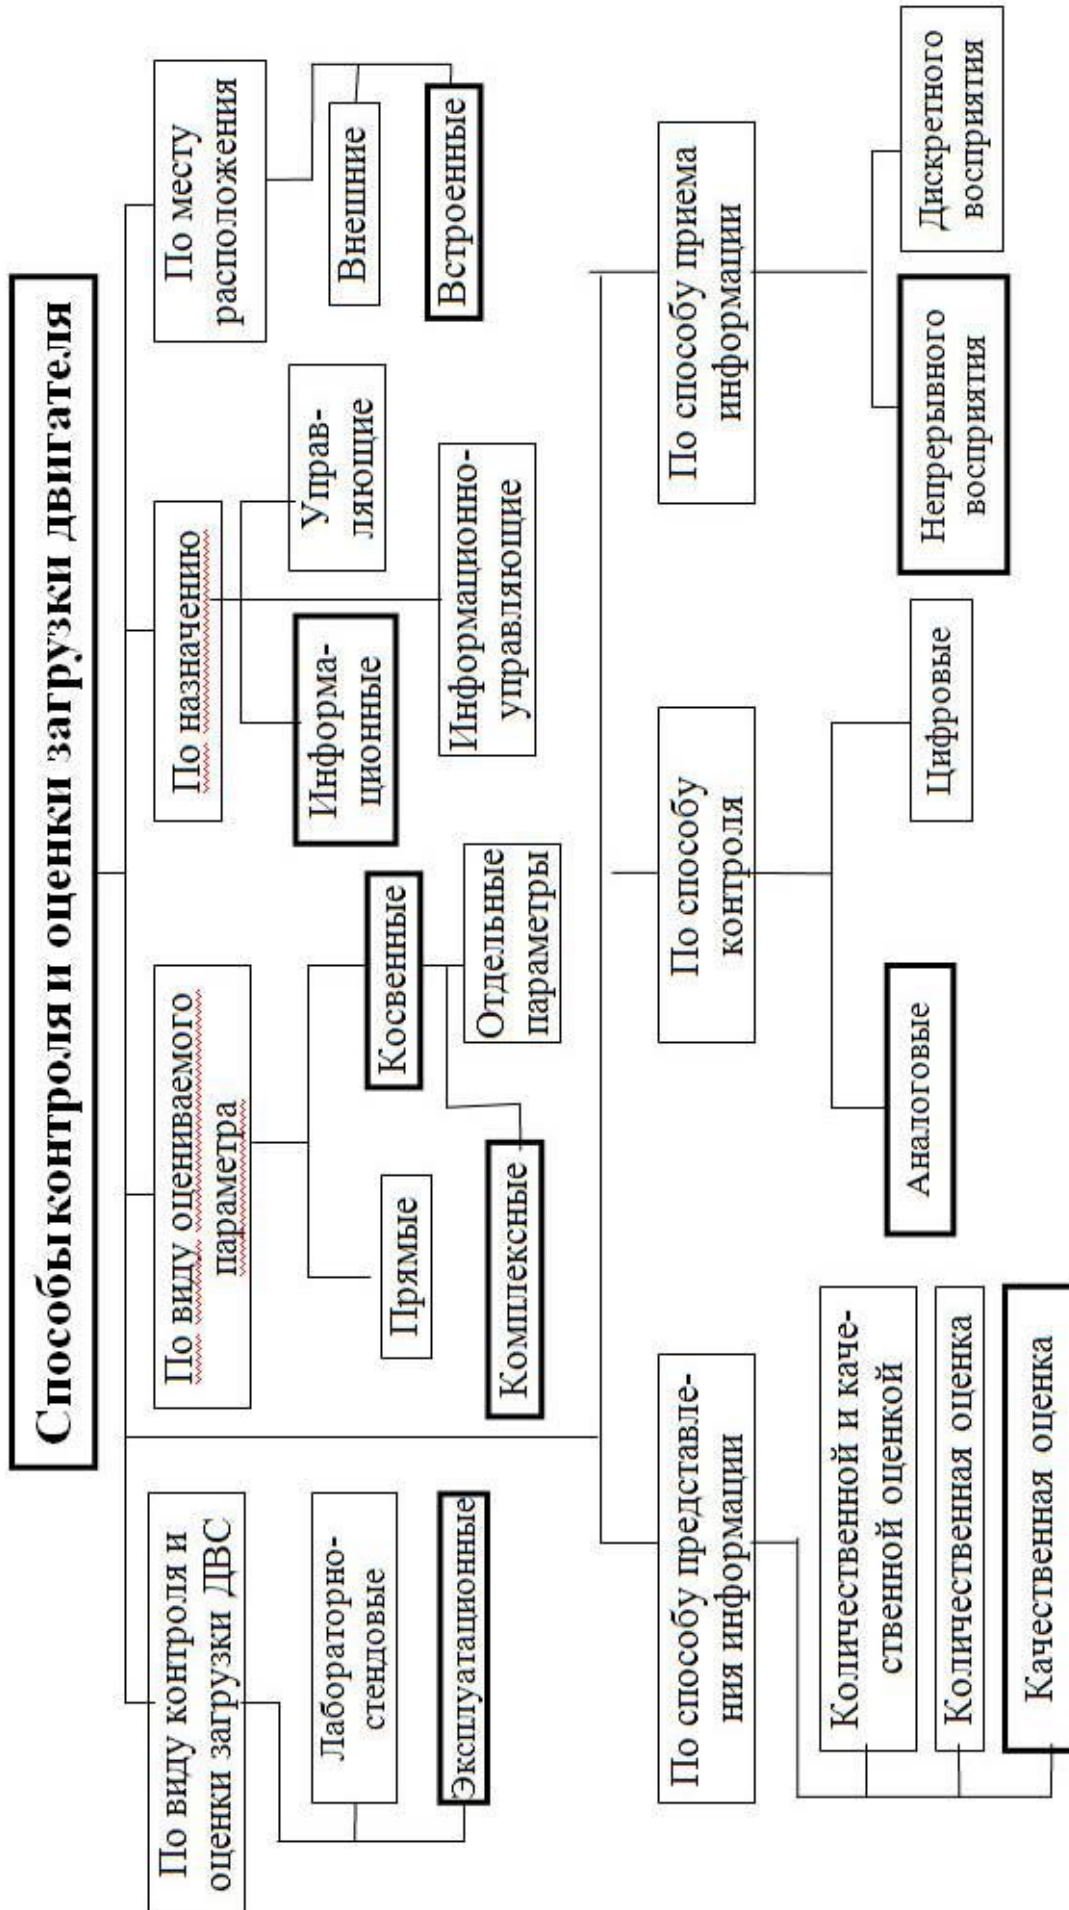 Способы контроля и оценки загрузки двигателя
По виду контроля и
оценки загрузки ДВС
Лабораторно-
стендовые
Эксплуатационные
По виду оцениваемого
параметра
Прямые
Косвенные
Комплексные
Отдельные
параметры
По назначению
Информа-
ционные
Управ-
ляющие
Информационно-
управляющие
По месту
расположения
Внешние
Встроенные
По способу представле-
ния информации
Количественной и каче-
ственной оценкой
Количественная оценка
Качественная оценка
По способу
контроля
Аналоговые
Цифровые
По способу приема
информации
Непрерывного
восприятия
Дискретного
восприятия